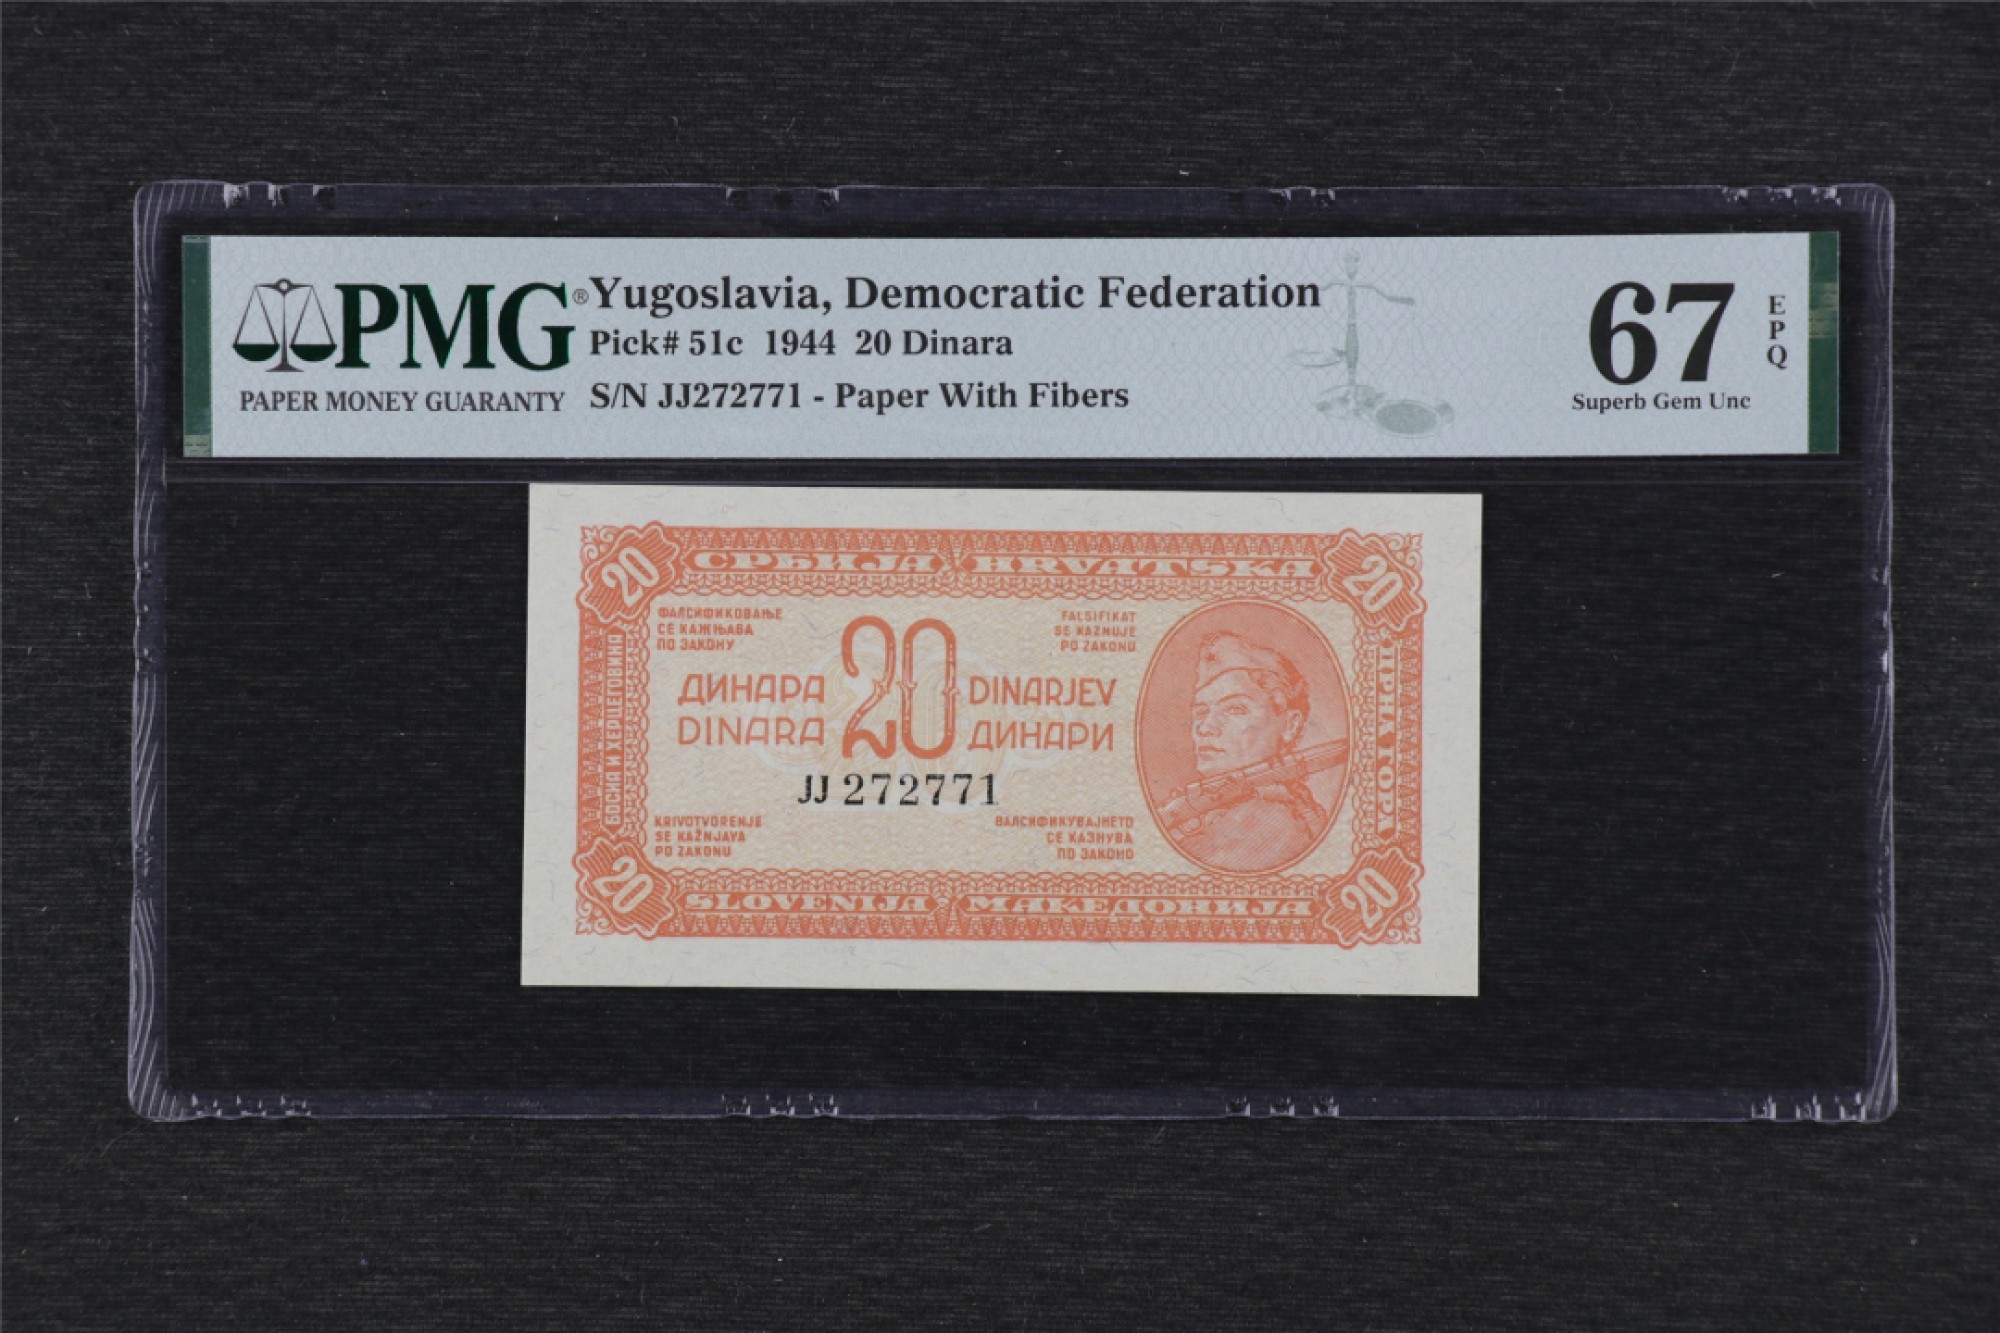 PMG®
PAPER MONEY GUARANTY
Yugoslavia, Democratic Federation
Pick# 51c 1944 20 Dinara
S/N JJ272771 - Paper With Fibers
67
EPQ
Superb Gem Unc
20
СРБИЈА HRVATSKA
20
БОСНА И ХЕРЦЕГОВИНА
ЦРНА ГОРА
ФАЛСИФИКОВАЊЕ
СЕ КАЖЊАВА
ПО ЗАКОНУ
FALSIFIKAT
SE KAZNUJE
PO ZAKONU
20
ДИНАРА
DINARA
DINARJEV
ДИНАРИ
JJ 272771
KRIVOTVORENJE
SE KAŽNJAVA
PO ZAKONU
ВАЛСИФИКУВАЈНЕТО
СЕ КАЗНУВА
ПО ЗАКОНО
20
SLOVENIJA МАКЕДОНИЈА
20